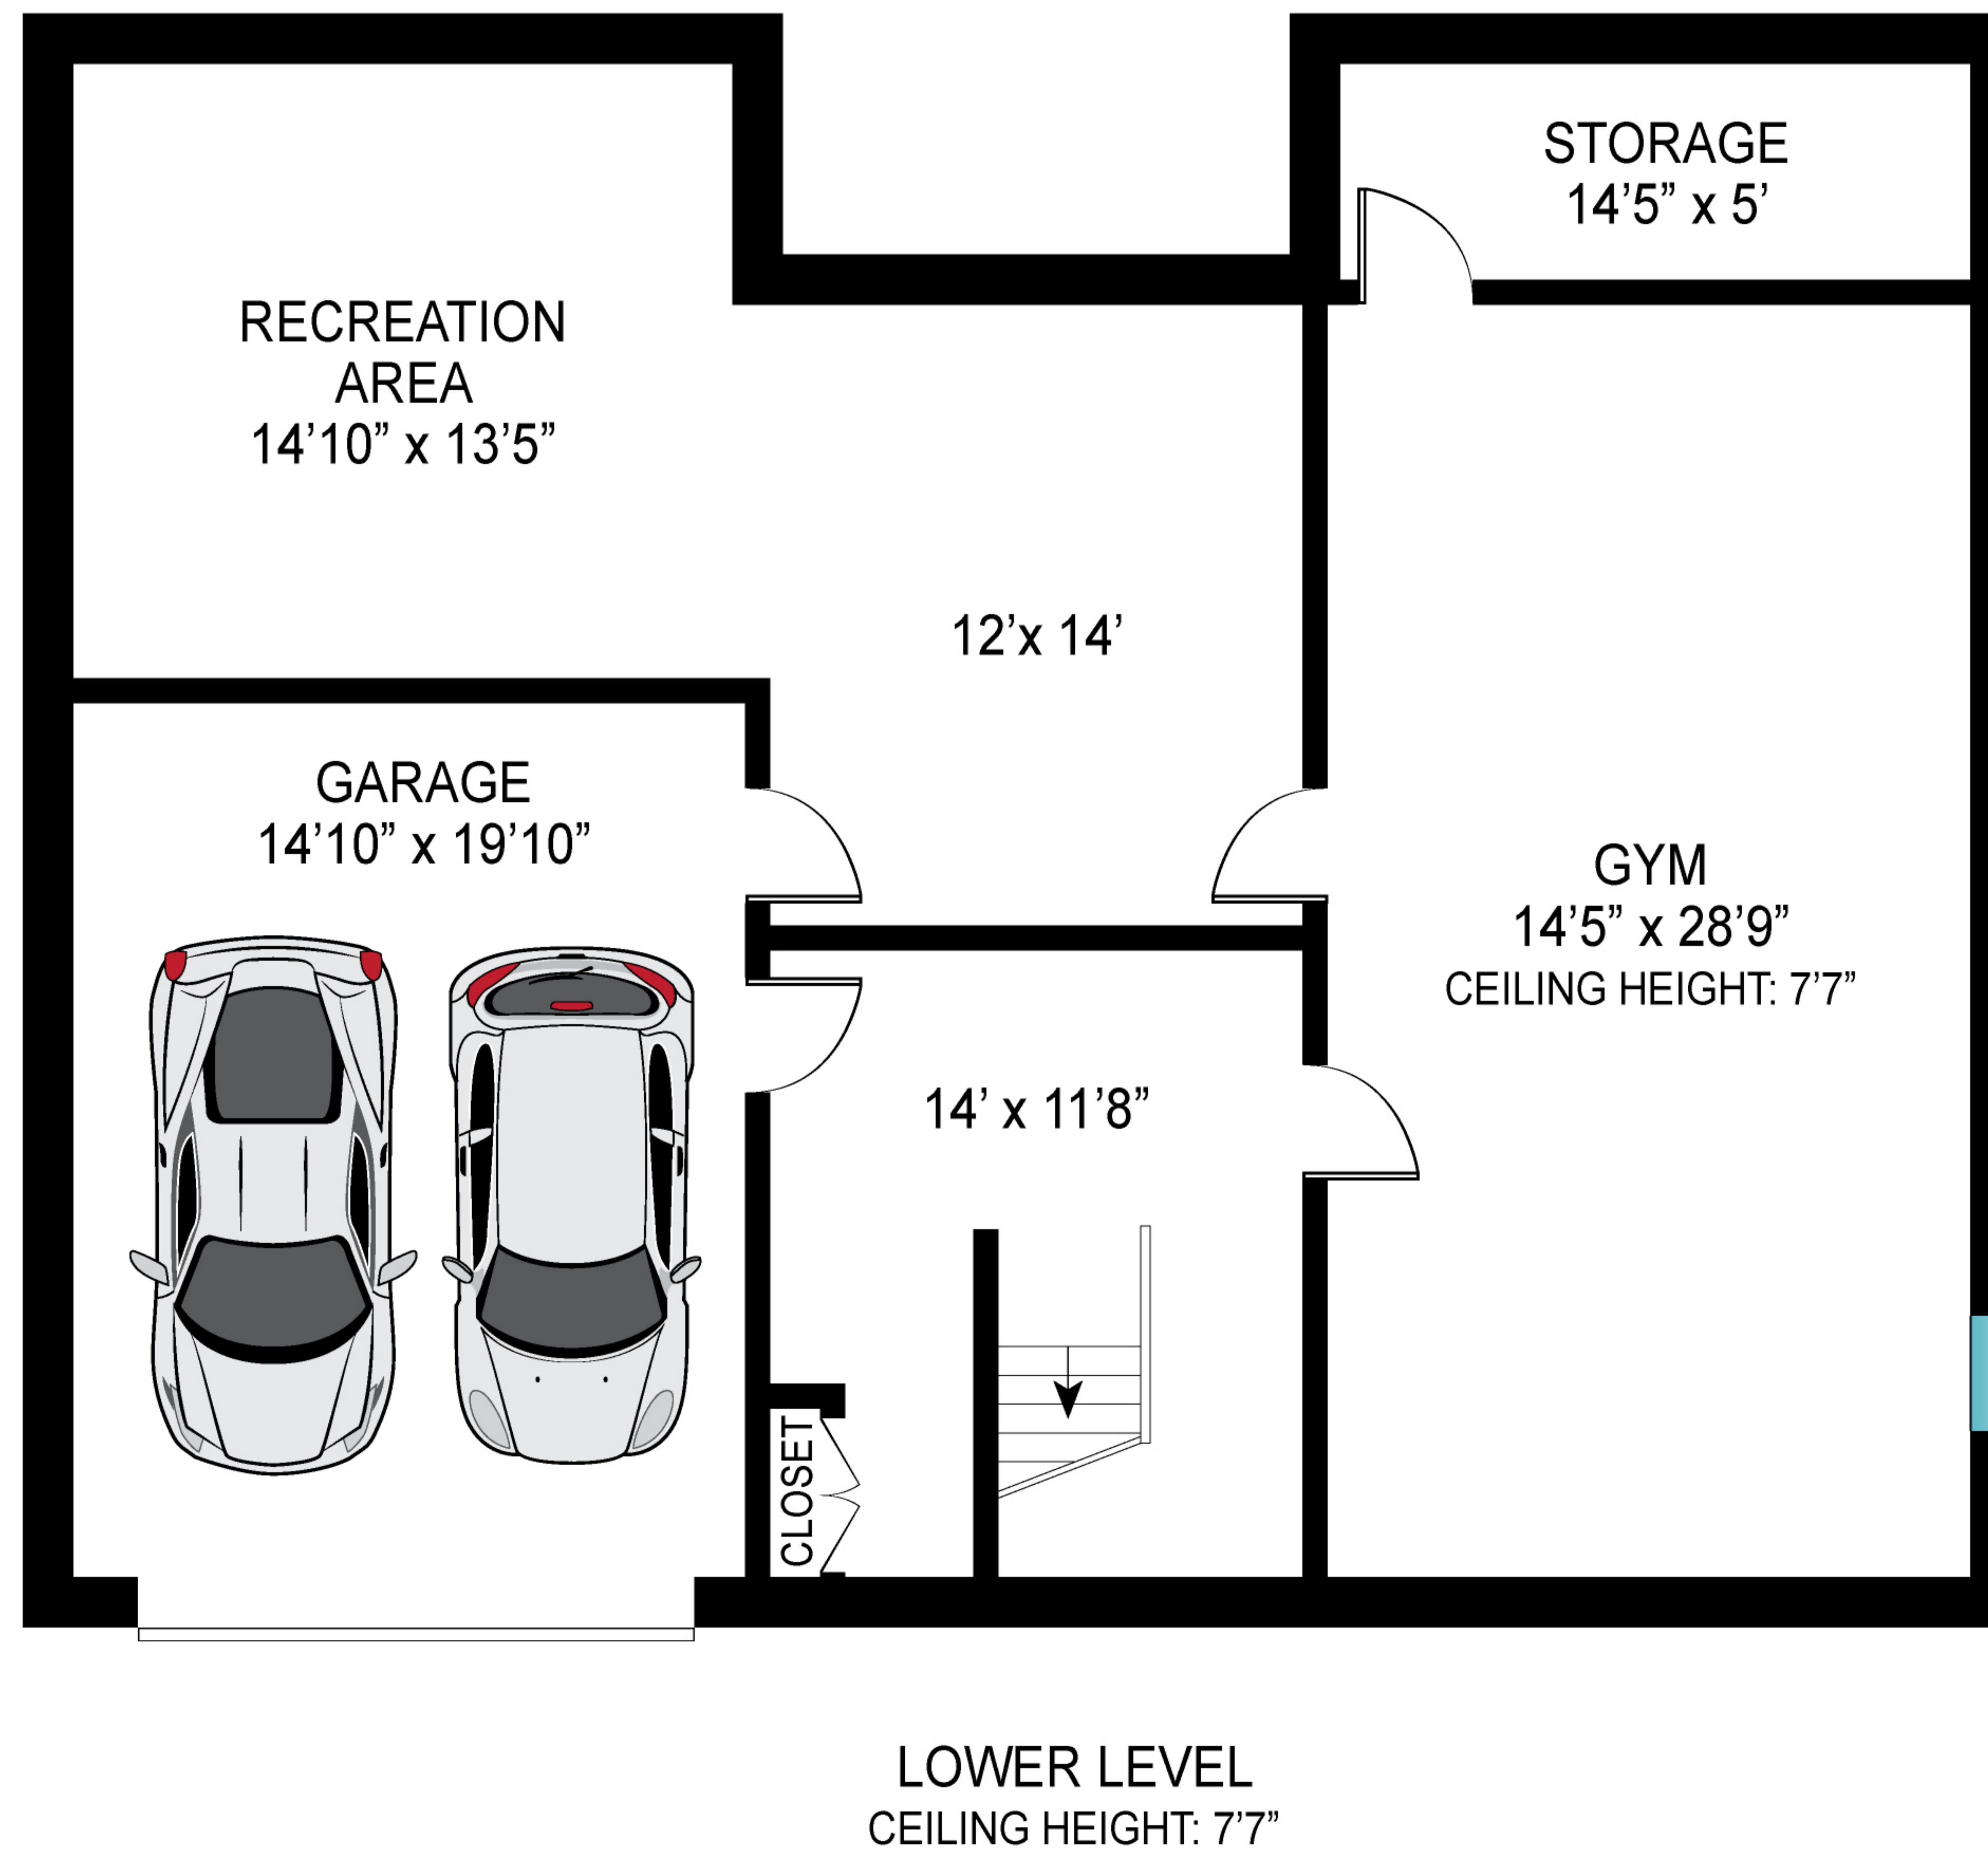 STORAGE
14’5” x 5’
RECREATION
AREA
14’10” x 13’5”
12’x 14’
GARAGE
14’10” x 19’10”
GYM
14’5” x 28’9”
CEILING HEIGHT: 7’7”
14’ x 11’8”
CLOSET
LOWER LEVEL
CEILING HEIGHT: 7’7”